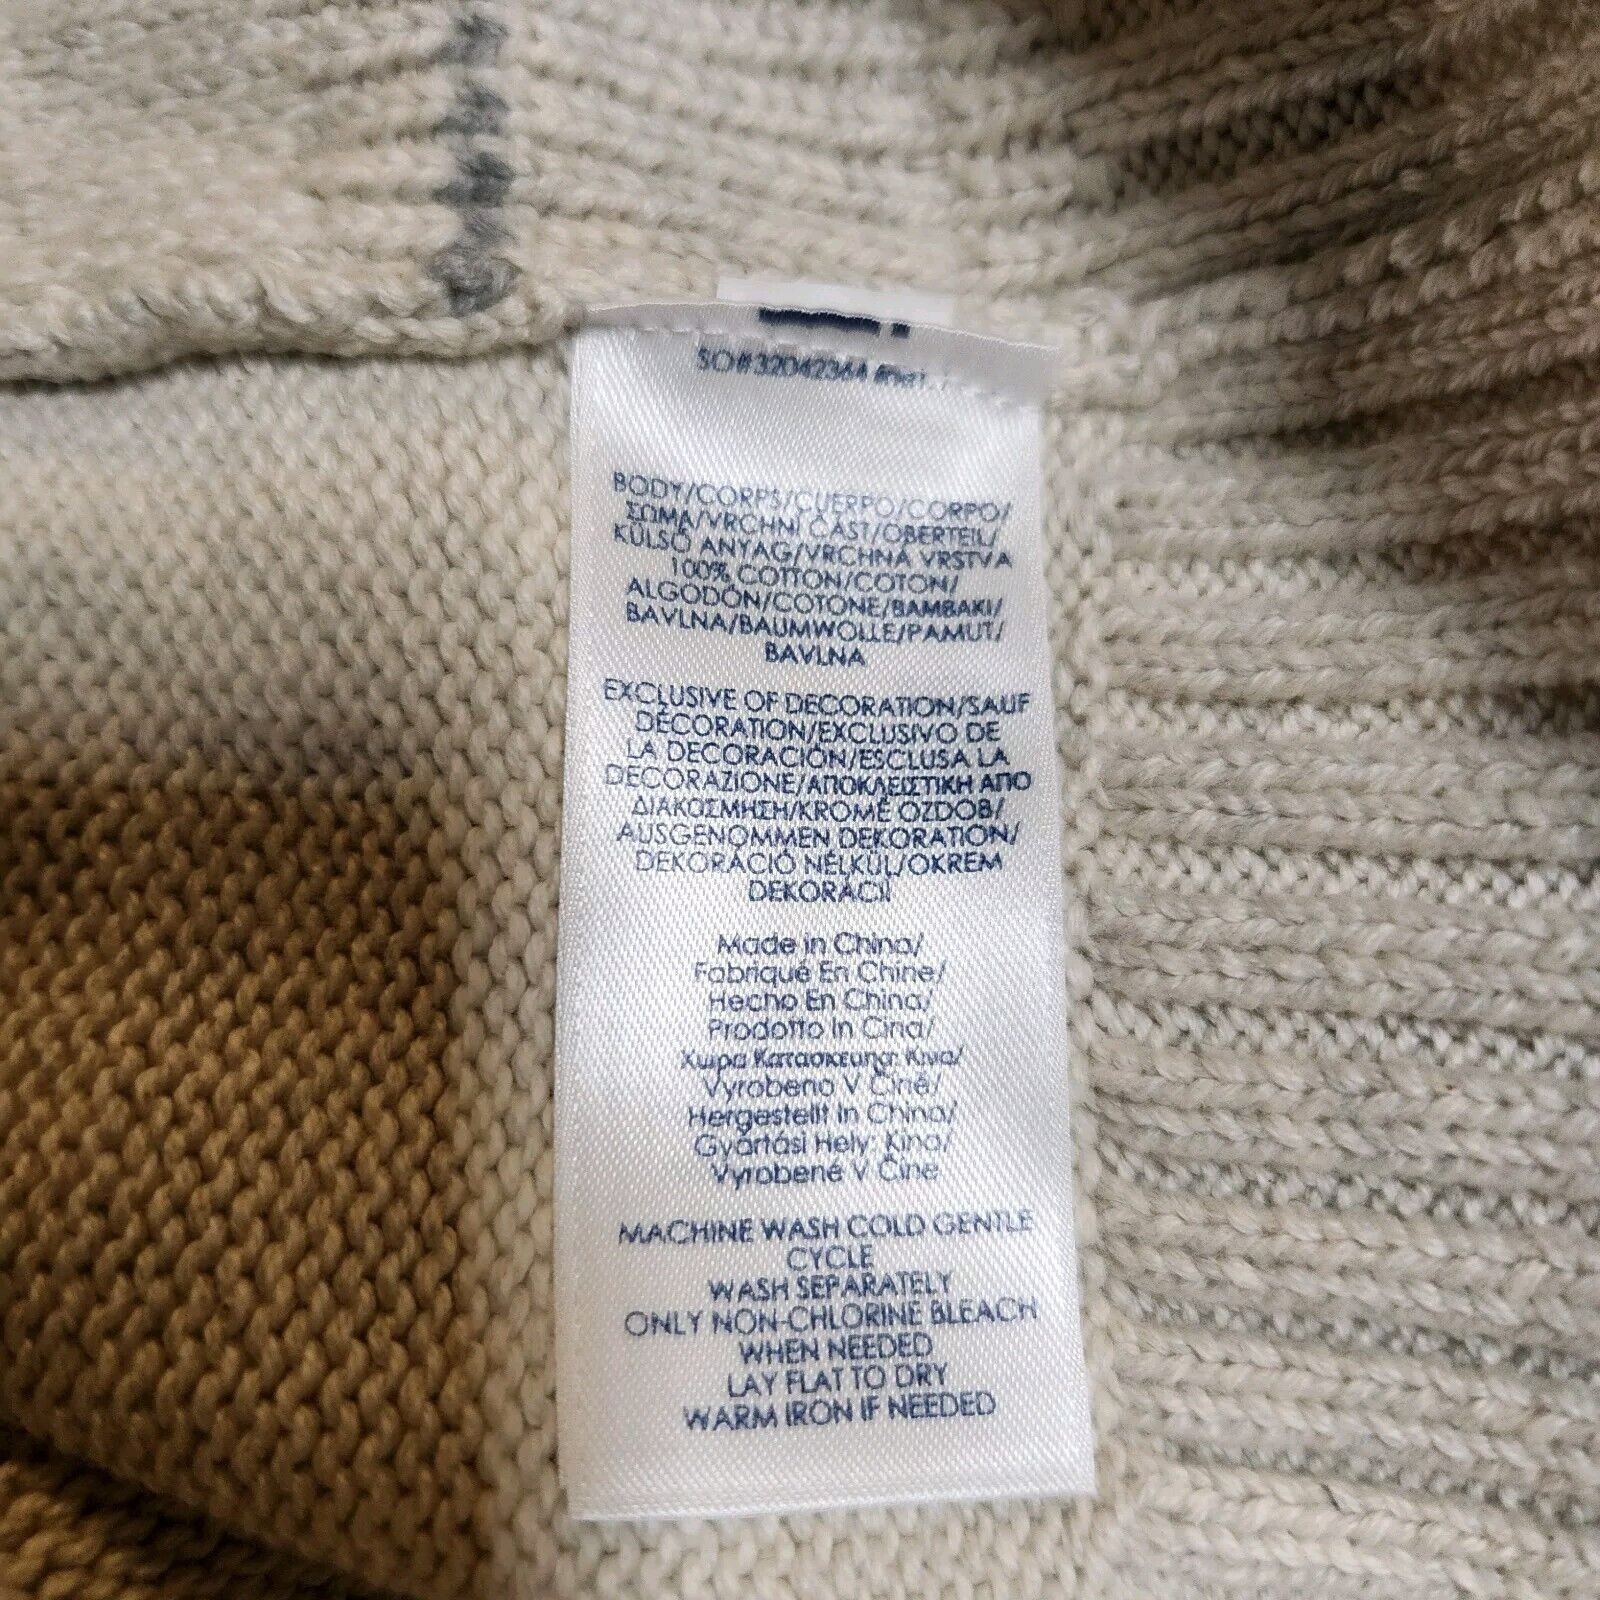 SO#32042364
BODY/CORPS/CUERPO/CORPO/
ΣΩΜΑ/VRCHNÍ ČÁST/OBERTEIL/
KÜLSŐ ANYAG/VRCHNÁ VRSTVA
100% COTTON/COTON/
ALGODÓN/COTONE/BAMBAKI/
BAVLNA/BAUMWOLLE/PAMUT/
BAVLNA
EXCLUSIVE OF DECORATION/SAUF
DÉCORATION/EXCLUSIVO DE
LA DECORACIÓN/ESCLUSA LA
DECORAZIONE/ΑΠΟΚΛΕΙΣΤΙΚΗ ΑΠΟ
ΔΙΑΚΟΣΜΗΣΗ/KROMĚ OZDOB/
AUSGENOMMEN DEKORATION/
DEKORÁCIÓ NÉLKÜL/OKREM
DEKORÁCIÍ
Made in China/
Fabriqué En Chine/
Hecho En China/
Prodotto In Cina/
Χωρα Κατασκευης: Κινα/
Vyrobeno V Číně/
Hergestellt In China/
Gyártási Hely: Kína/
Vyrobené V Číne
MACHINE WASH COLD GENTLE
CYCLE
WASH SEPARATELY
ONLY NON-CHLORINE BLEACH
WHEN NEEDED
LAY FLAT TO DRY
WARM IRON IF NEEDED